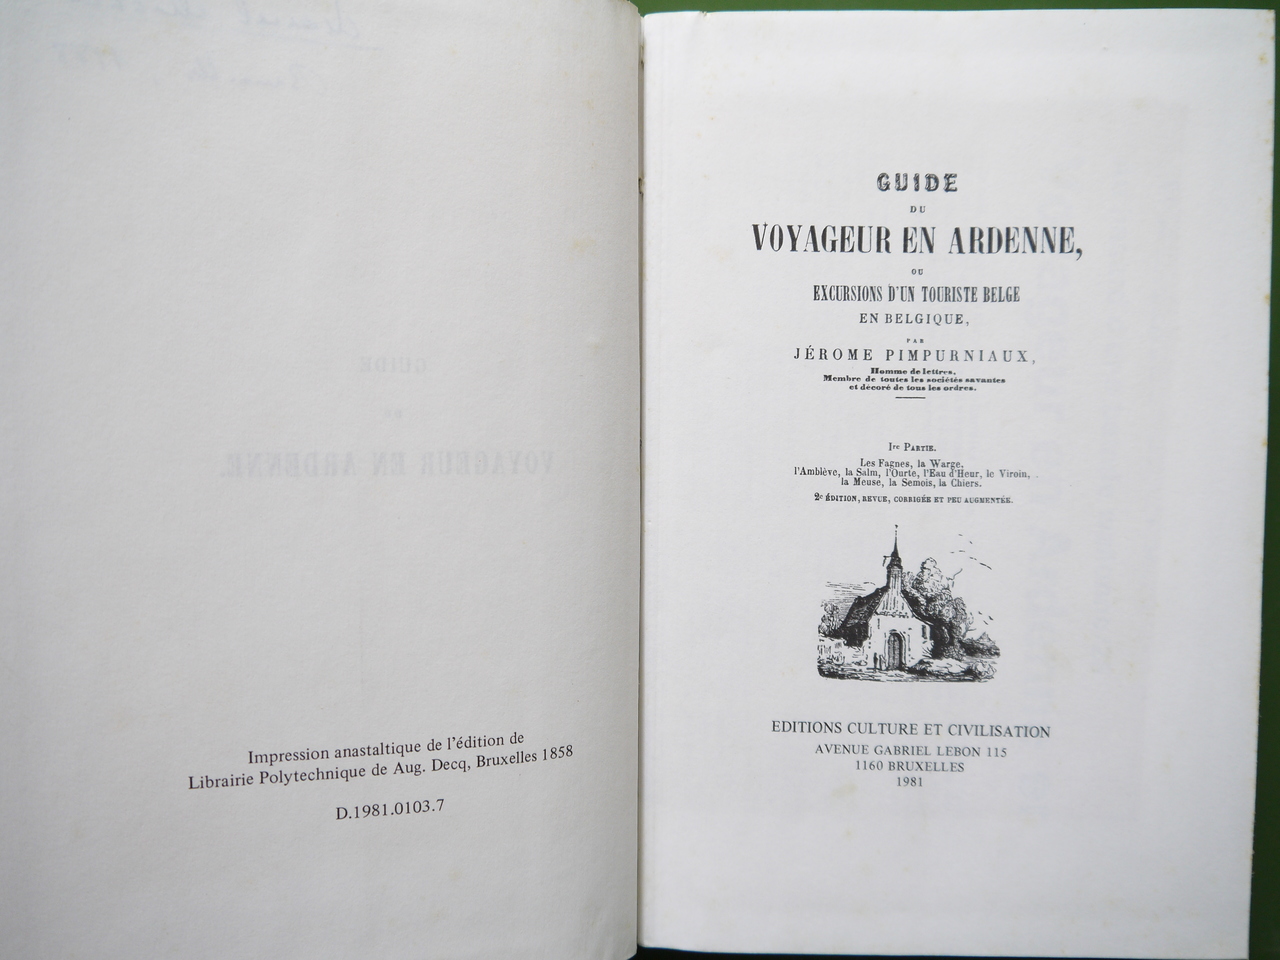 Impression anastaltique de l'édition de
Librairie Polytechnique de Aug. Decq, Bruxelles 1858
D.1981.0103.7
GUIDE
DU
VOYAGEUR EN ARDENNE,
OU
EXCURSIONS D'UN TOURISTE BELGE
EN BELGIQUE,
PAR
JÉROME PIMPURNIAUX,
Homme de lettres,
Membre de toutes les sociétés savantes
et décoré de tous les ordres.
Ire PARTIE.
Les Fagnes, la Warge,
l'Amblève, la Salm, l'Ourte, l'Eau d'Heur, le Viroin,
la Meuse, la Semois, la Chiers.
2e ÉDITION, REVUE, CORRIGÉE ET PEU AUGMENTÉE.
EDITIONS CULTURE ET CIVILISATION
AVENUE GABRIEL LEBON 115
1160 BRUXELLES
1981